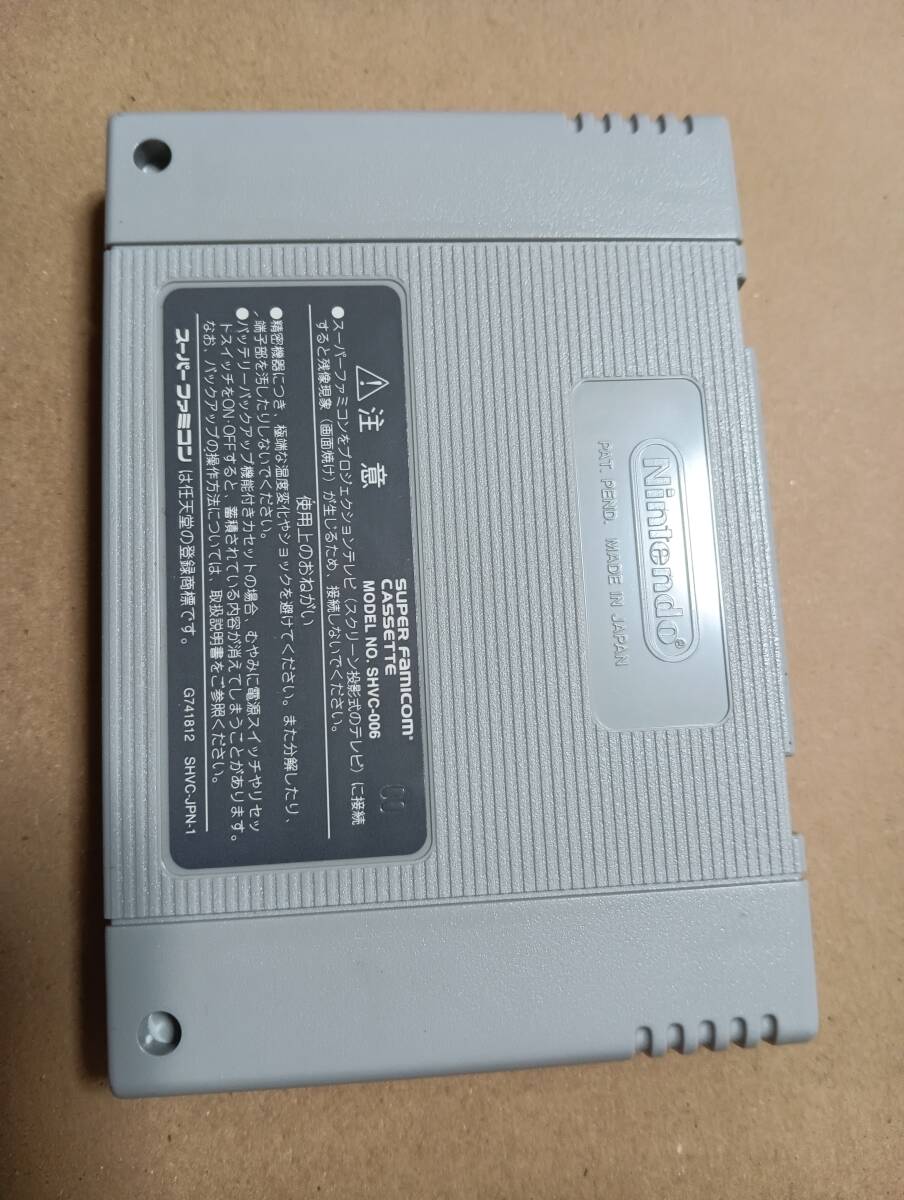 Nintendo®
PAT. PEND. MADE IN JAPAN
SUPER FAMICOM®
CASSETTE
MODEL NO. SHVC-006
00
注意
●スーパーファミコンをプロジェクションテレビ(スクリーン投影式のテレビ)に接続
すると残像現象(画面焼け)が生じるため、接続しないでください。
使用上のおねがい
●精密機器につき、極端な温度変化やショックを避けてください。また分解したり、
端子部を汚したりしないでください。
●バッテリーバックアップ機能付きカセットの場合、むやみに電源スイッチやリセッ
トスイッチをON・OFFすると、蓄積されている内容が消えてしまうことがあります。
なお、バックアップの操作方法については、取扱説明書をご参照ください。
スーパーファミコン は任天堂の登録商標です。
G741812 SHVC-JPN-1